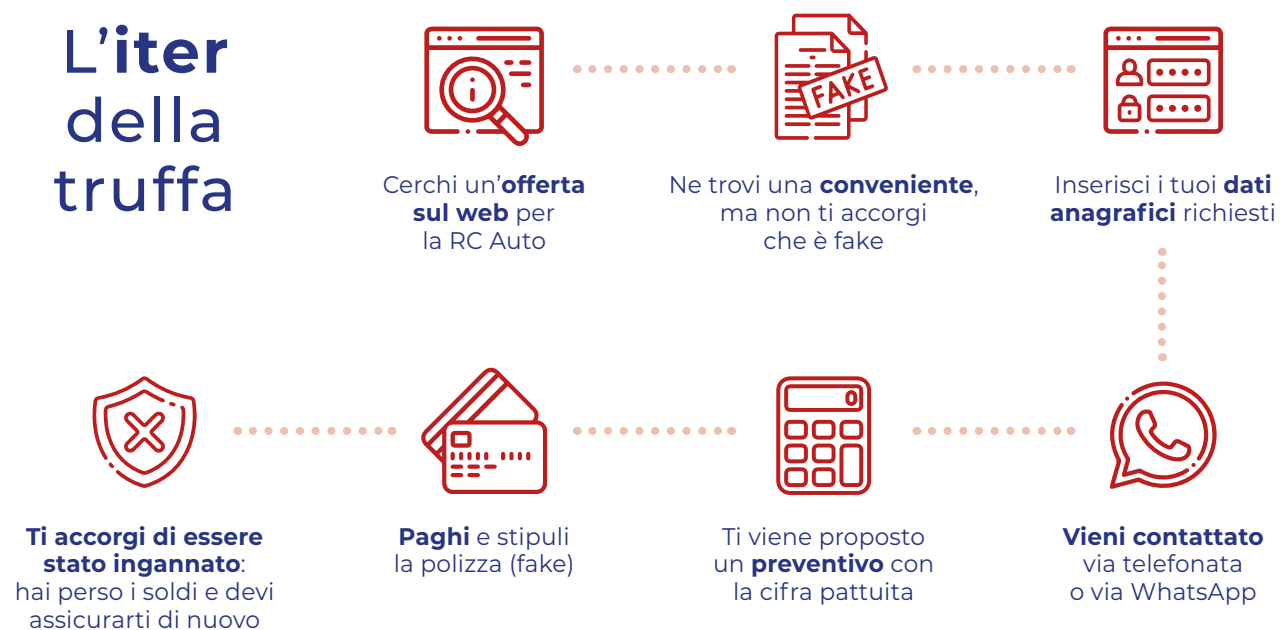 L'iter
della
truffa
Cerchi un'offerta
sul web per
la RC Auto
FAKE
Ne trovi una conveniente,
ma non ti accorgi
che è fake
Inserisci i tuoi dati
anagrafici richiesti
Vieni contattato
via telefonata
o via WhatsApp
0
Ti viene proposto
un preventivo con
la cifra pattuita
Paghi e stipuli
la polizza (fake)
Ti accorgi di essere
stato ingannato:
hai perso i soldi e devi
assicurarti di nuovo